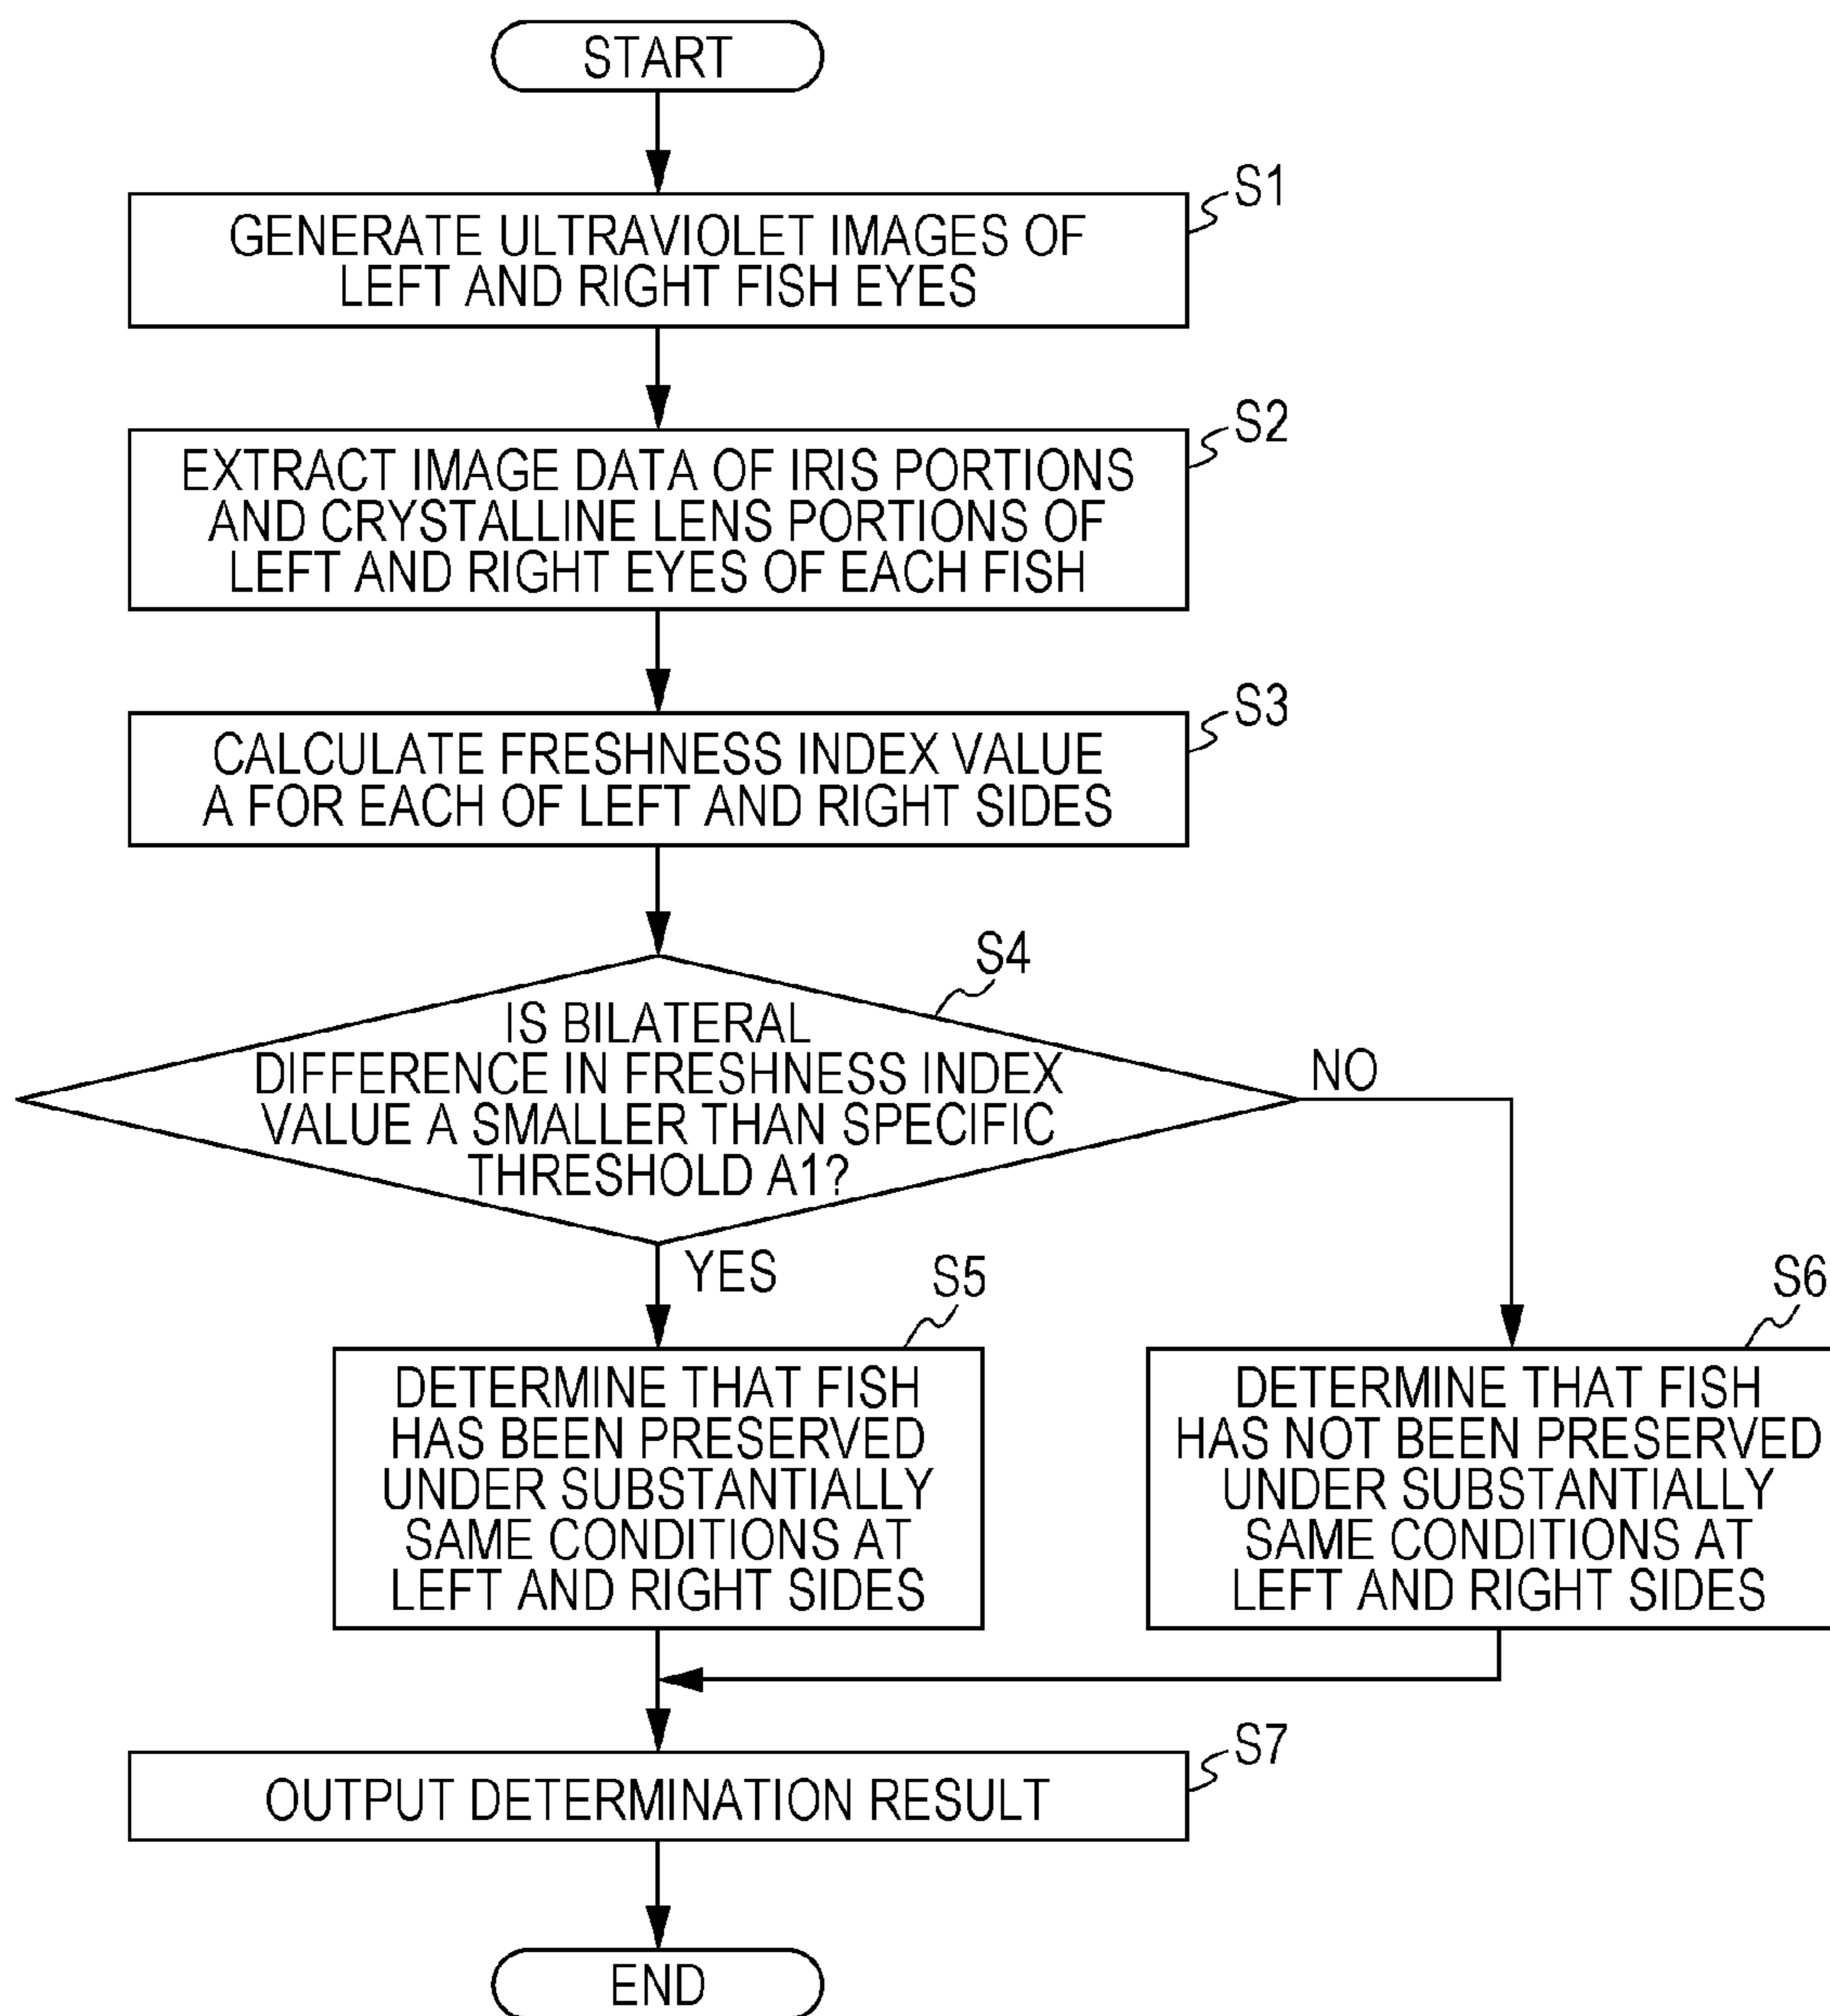 START
S1
GENERATE ULTRAVIOLET IMAGES OF
LEFT AND RIGHT FISH EYES
S2
EXTRACT IMAGE DATA OF IRIS PORTIONS
AND CRYSTALLINE LENS PORTIONS OF
LEFT AND RIGHT EYES OF EACH FISH
S3
CALCULATE FRESHNESS INDEX VALUE
A FOR EACH OF LEFT AND RIGHT SIDES
S4
IS BILATERAL
DIFFERENCE IN FRESHNESS INDEX
VALUE A SMALLER THAN SPECIFIC
THRESHOLD A1?
NO
YES
S5
DETERMINE THAT FISH
HAS BEEN PRESERVED
UNDER SUBSTANTIALLY
SAME CONDITIONS AT
LEFT AND RIGHT SIDES
S6
DETERMINE THAT FISH
HAS NOT BEEN PRESERVED
UNDER SUBSTANTIALLY
SAME CONDITIONS AT
LEFT AND RIGHT SIDES
S7
OUTPUT DETERMINATION RESULT
END